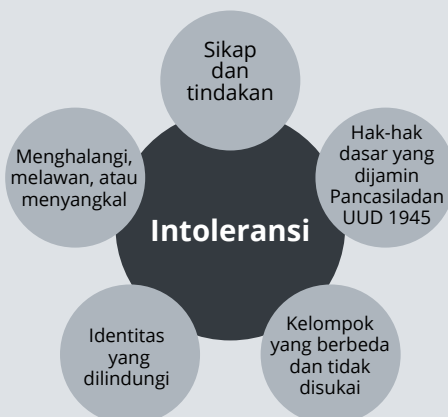 Sikap
dan
tindakan
Menghalangi,
melawan, atau
menyangkal
Hak-hak
dasar yang
dijamin
Pancasiladan
UUD 1945
Intoleransi
Identitas
yang
dilindungi
Kelompok
yang berbeda
dan tidak
disukai